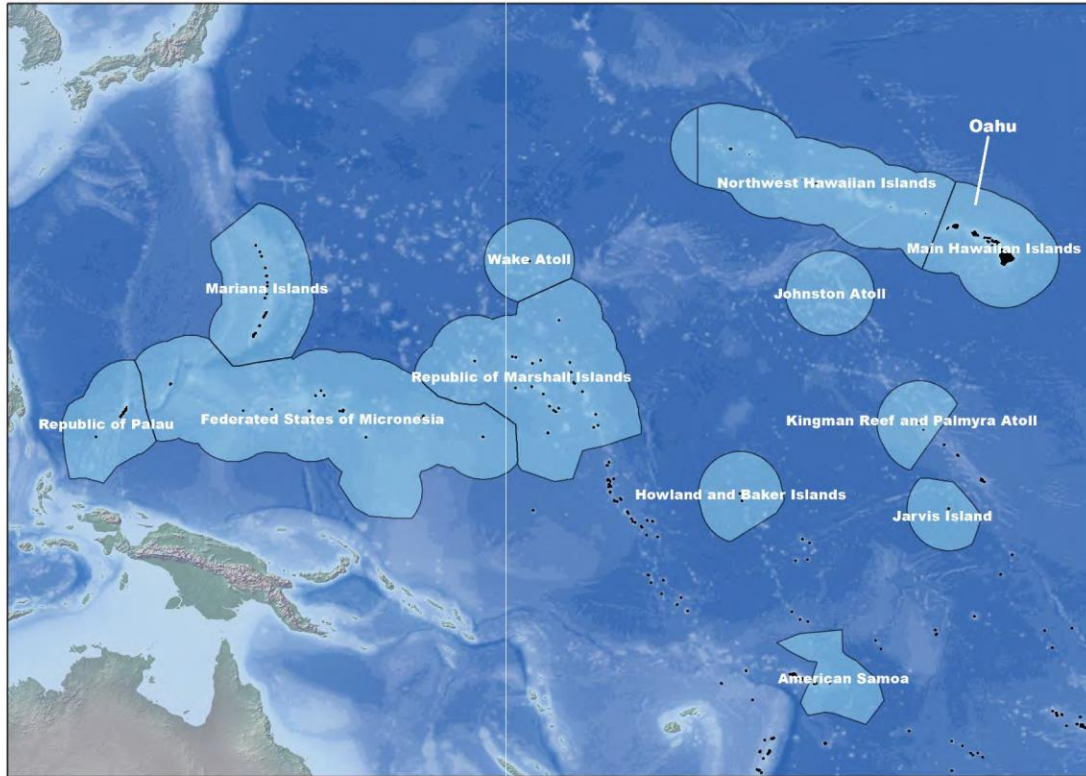 Oahu
Northwest Hawaiian Islands
Main Hawaiian Islands
Wake Atoll
Mariana Islands
Johnston Atoll
Republic of Marshall Islands
Republic of Palau
Federated States of Micronesia
Kingman Reef and Palmyra Atoll
Howland and Baker Islands
Jarvis Island
American Samoa